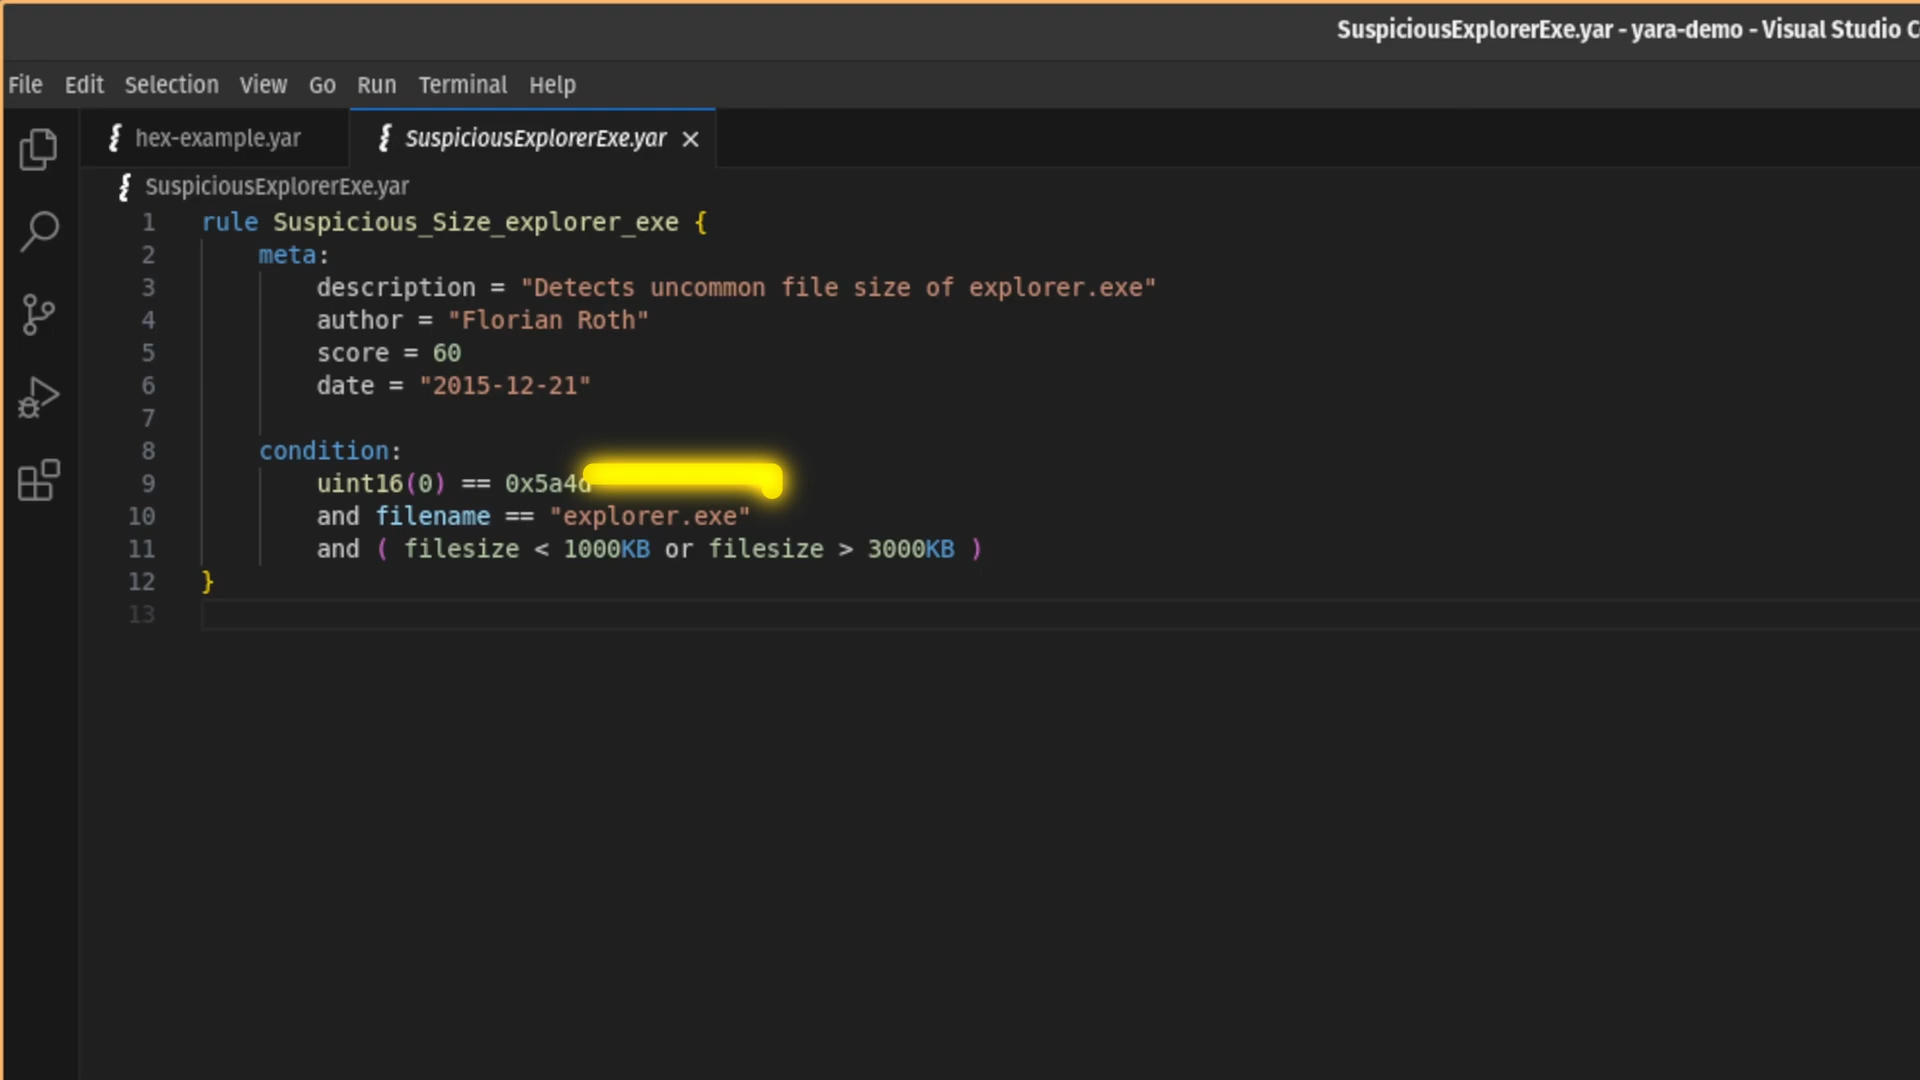 SuspiciousExplorerExe.yar - yara-demo - Visual Studio C
File Edit Selection View Go Run Terminal Help
hex-example.yar SuspiciousExplorerExe.yar
SuspiciousExplorerExe.yar
1 rule Suspicious_Size_explorer_exe {
2 meta:
3 description = "Detects uncommon file size of explorer.exe"
4 author = "Florian Roth"
5 score = 60
6 date = "2015-12-21"
7
8 condition:
9 uint16(0) == 0x5a4d
10 and filename == "explorer.exe"
11 and ( filesize < 1000KB or filesize > 3000KB )
12 }
13